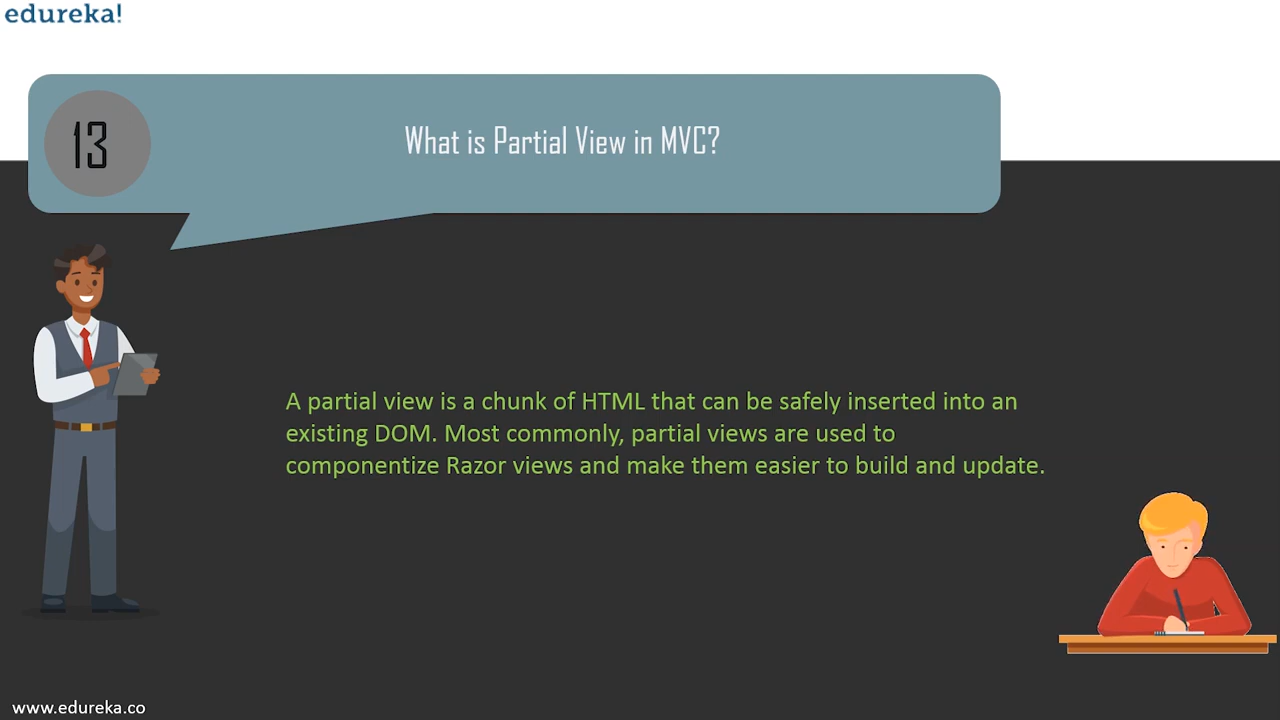 edureka!
13
What is Partial View in MVC?
A partial view is a chunk of HTML that can be safely inserted into an
existing DOM. Most commonly, partial views are used to
componentize Razor views and make them easier to build and update.
www.edureka.co